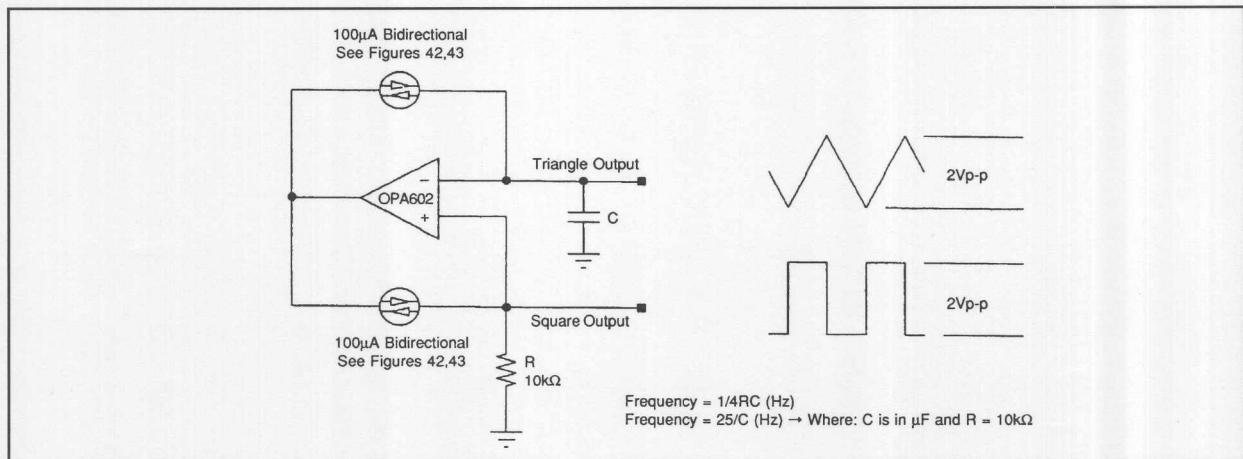 100μA Bidirectional
See Figures 42,43
Triangle Output
−
OPA602
+
C
2Vp-p
Square Output
2Vp-p
100μA Bidirectional
See Figures 42,43
R
10kΩ
Frequency = 1/4RC (Hz)
Frequency = 25/C (Hz) → Where: C is in μF and R = 10kΩ